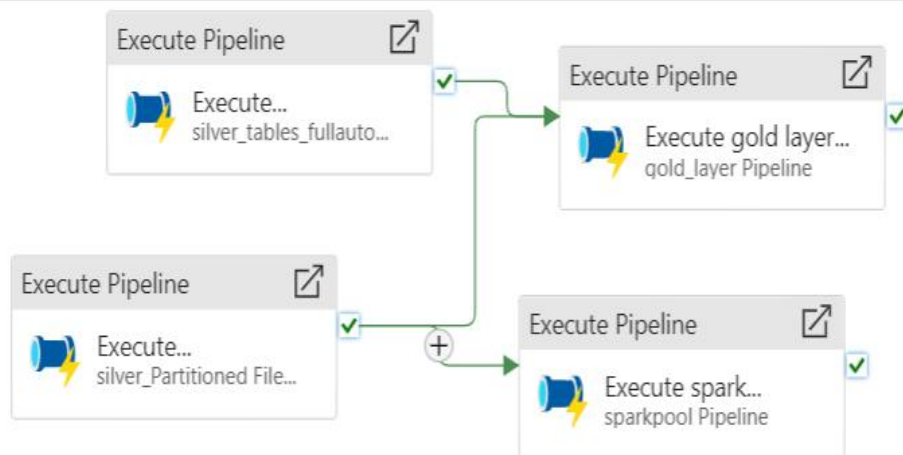 Execute Pipeline
Execute...
silver_tables_fullauto...
Execute Pipeline
Execute gold layer...
gold_layer Pipeline
Execute Pipeline
Execute...
silver_Partitioned File...
Execute Pipeline
Execute spark...
sparkpool Pipeline